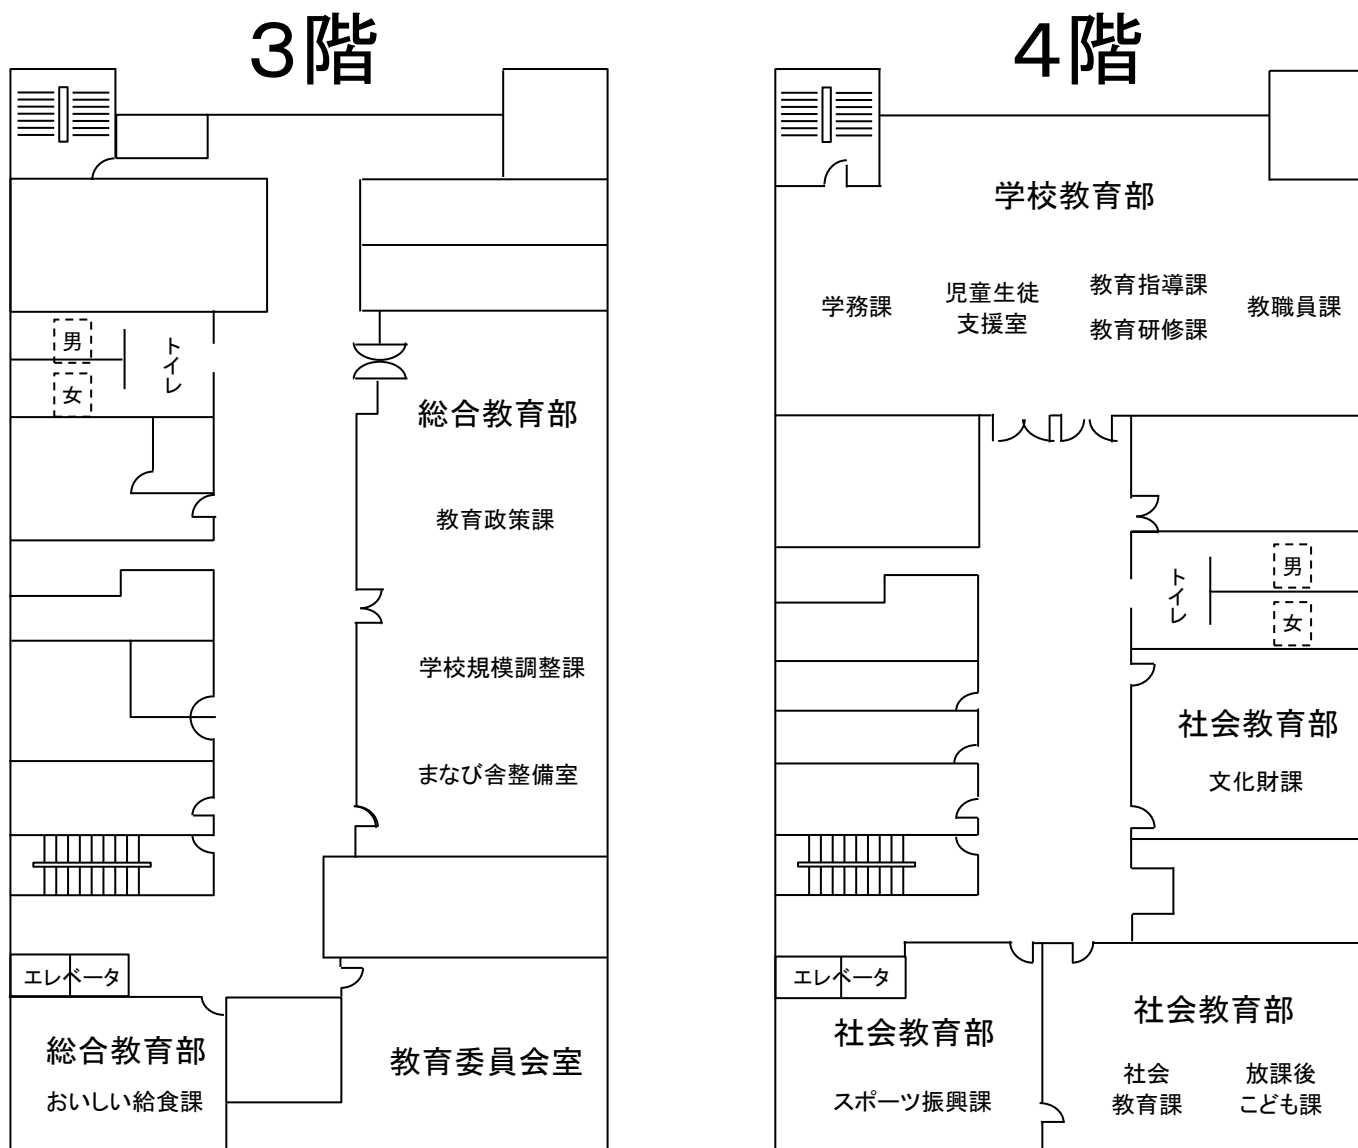 3階
男
女
トイレ
総合教育部
教育政策課
学校規模調整課
まなび舎整備室
エレベータ
総合教育部
おいしい給食課
教育委員会室
4階
学校教育部
学務課
児童生徒
支援室
教育指導課
教育研修課
教職員課
トイレ
男
女
社会教育部
文化財課
エレベータ
社会教育部
スポーツ振興課
社会教育部
社会
教育課
放課後
こども課